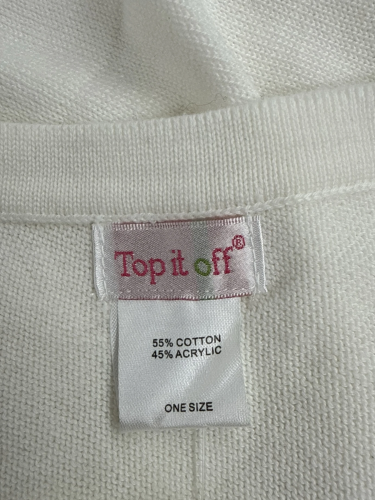 Top it off®
55% COTTON
45% ACRYLIC
ONE SIZE